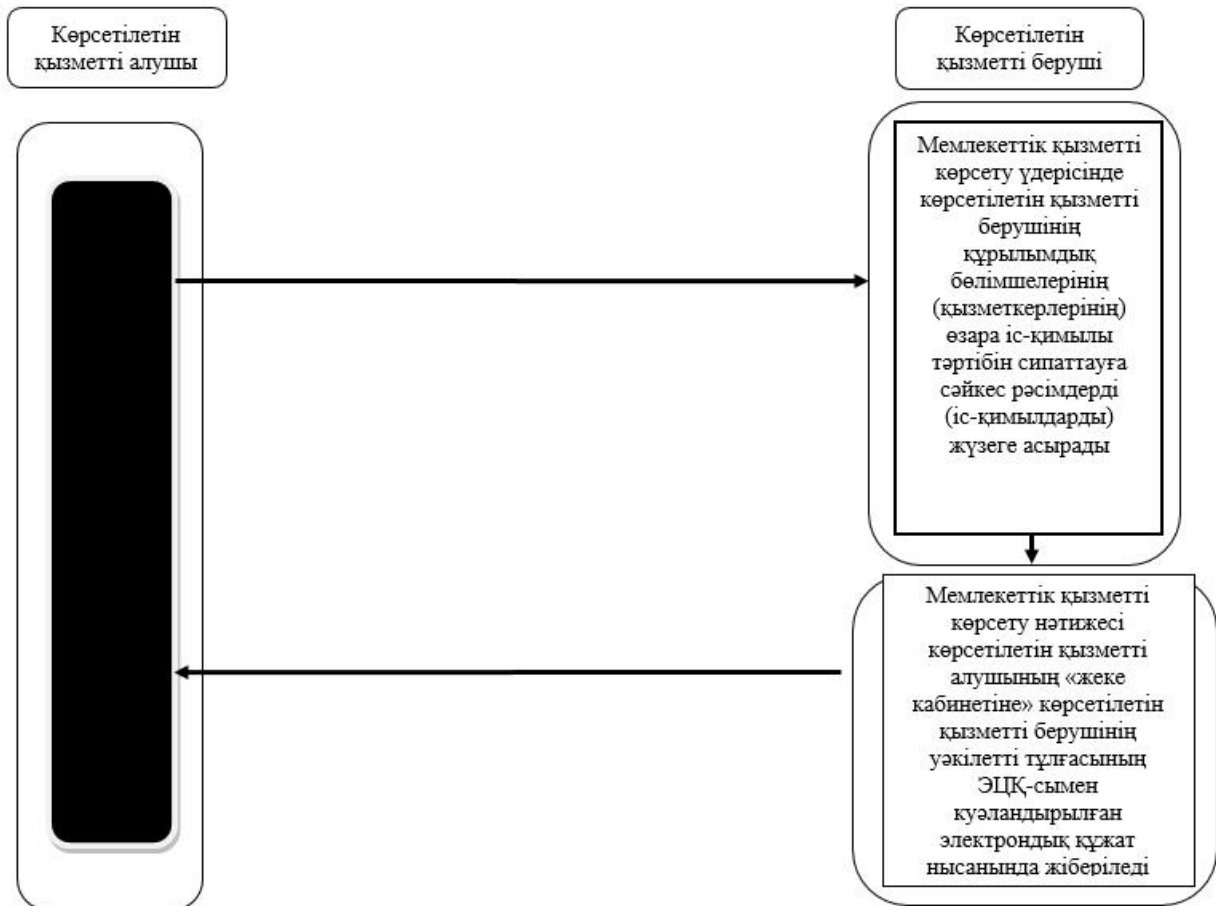 Көрсетілетін
қызметті алушы
Көрсетілетін
қызметті беруші
Мемлекеттік қызметті
көрсету үдерісінде
көрсетілетін қызметті
берушінің
құрылымдық
бөлімшелерінің
(қызметкерлерінің)
өзара іс-қимылы
тәртібін сипаттауға
сәйкес рәсімдерді
(іс-қимылдарды)
жүзеге асырады
Мемлекеттік қызметті
көрсету нәтижесі
көрсетілетін қызметті
алушының «жеке
кабинетіне» көрсетілетін
қызметті берушінің
уәкілетті тұлғасының
ЭЦҚ-сымен
куәландырылған
электрондық құжат
нысанында жіберіледі